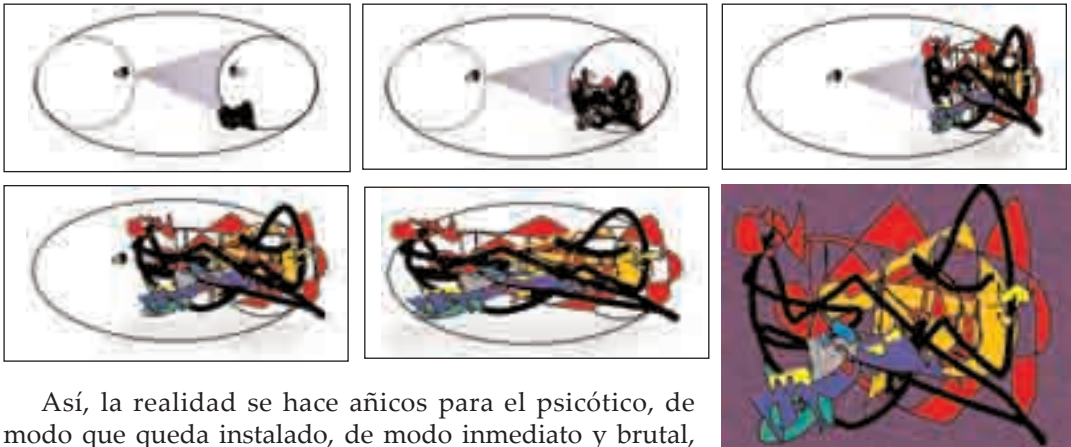 Así, la realidad se hace añicos para el psicótico, de
modo que queda instalado, de modo inmediato y brutal,